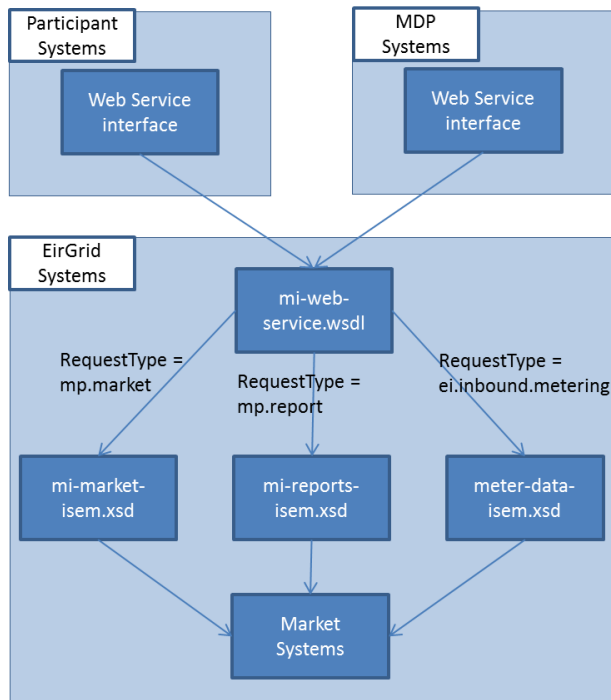 Participant
Systems
Web Service
interface
MDP
Systems
Web Service
interface
EirGrid
Systems
mi-web-
service.wsdl
RequestType =
mp.market
RequestType =
mp.report
RequestType =
ei.inbound.metering
mi-market-
isem.xsd
mi-reports-
isem.xsd
meter-data-
isem.xsd
Market
Systems